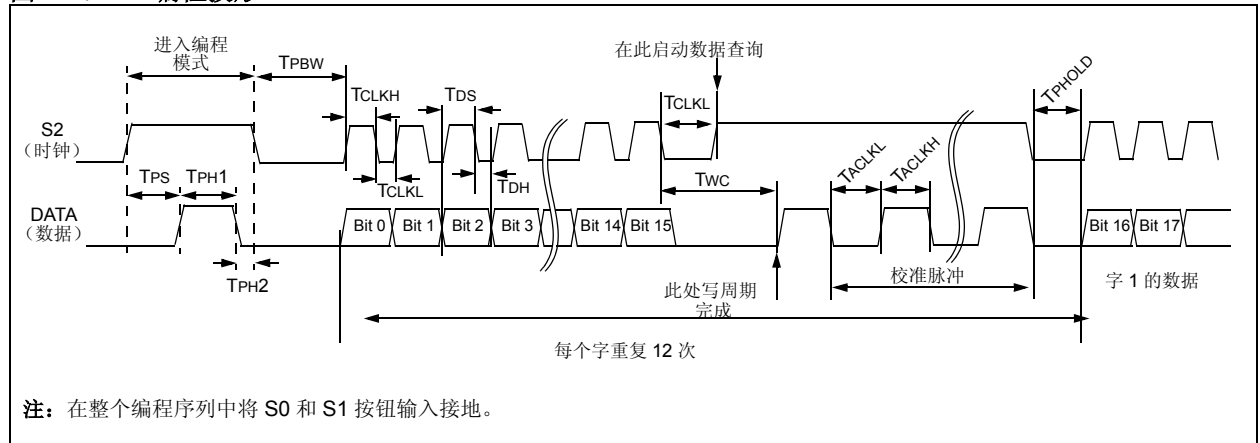 进入编程
模式
TPBW
在此启动数据查询
TCLKH
TDS
TCLKL
TPHOLD
S2
（时钟）
TPS
TPH1
TCLKL
TDH
TWC
TACLKL
TACLKH
DATA
（数据）
Bit 0
Bit 1
Bit 2
Bit 3
Bit 14
Bit 15
Bit 16
Bit 17
TPH2
此处写周期
完成
校准脉冲
字 1 的数据
每个字重复 12 次
注：在整个编程序列中将 S0 和 S1 按钮输入接地。